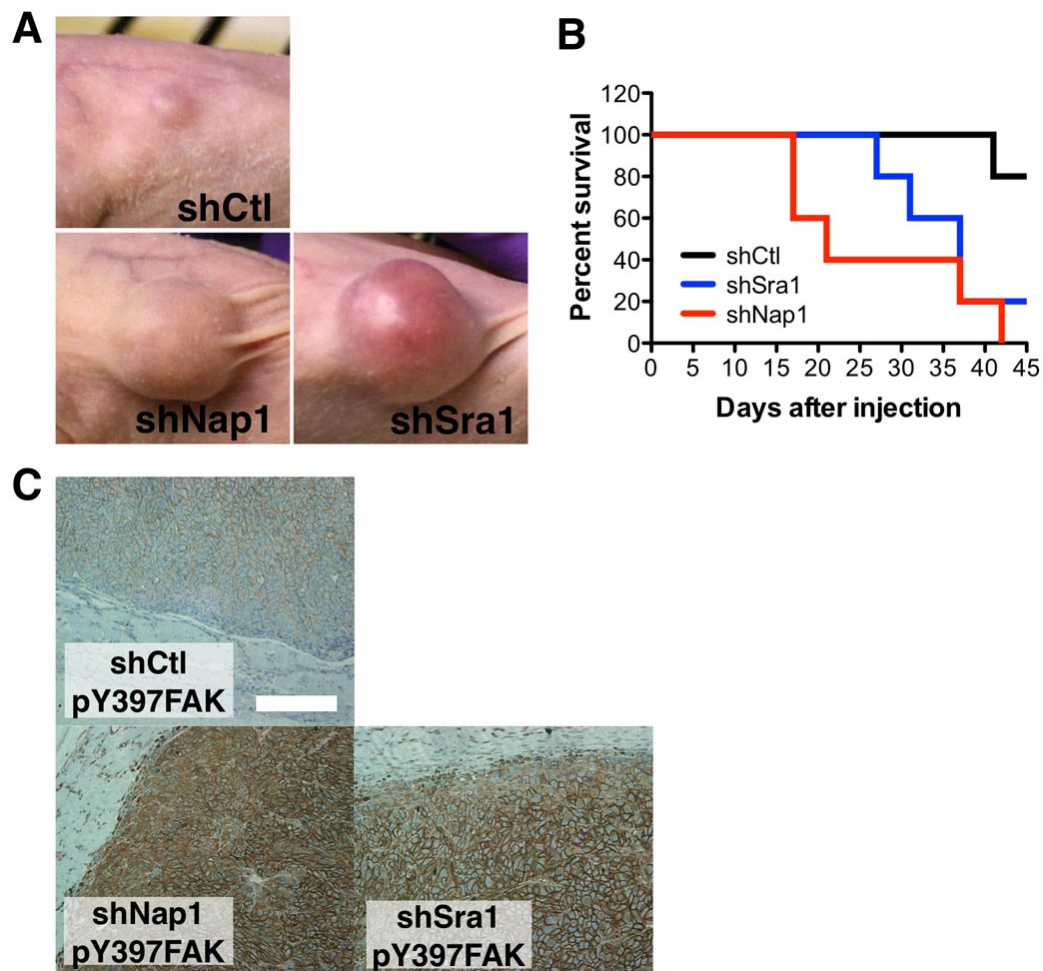 A
shCtl
shNap1
shSra1
B
Percent survival
120
100
80
60
40
20
0
shCtl
shSra1
shNap1
0 5 10 15 20 25 30 35 40 45
Days after injection
C
shCtl
pY397FAK
shNap1
pY397FAK
shSra1
pY397FAK